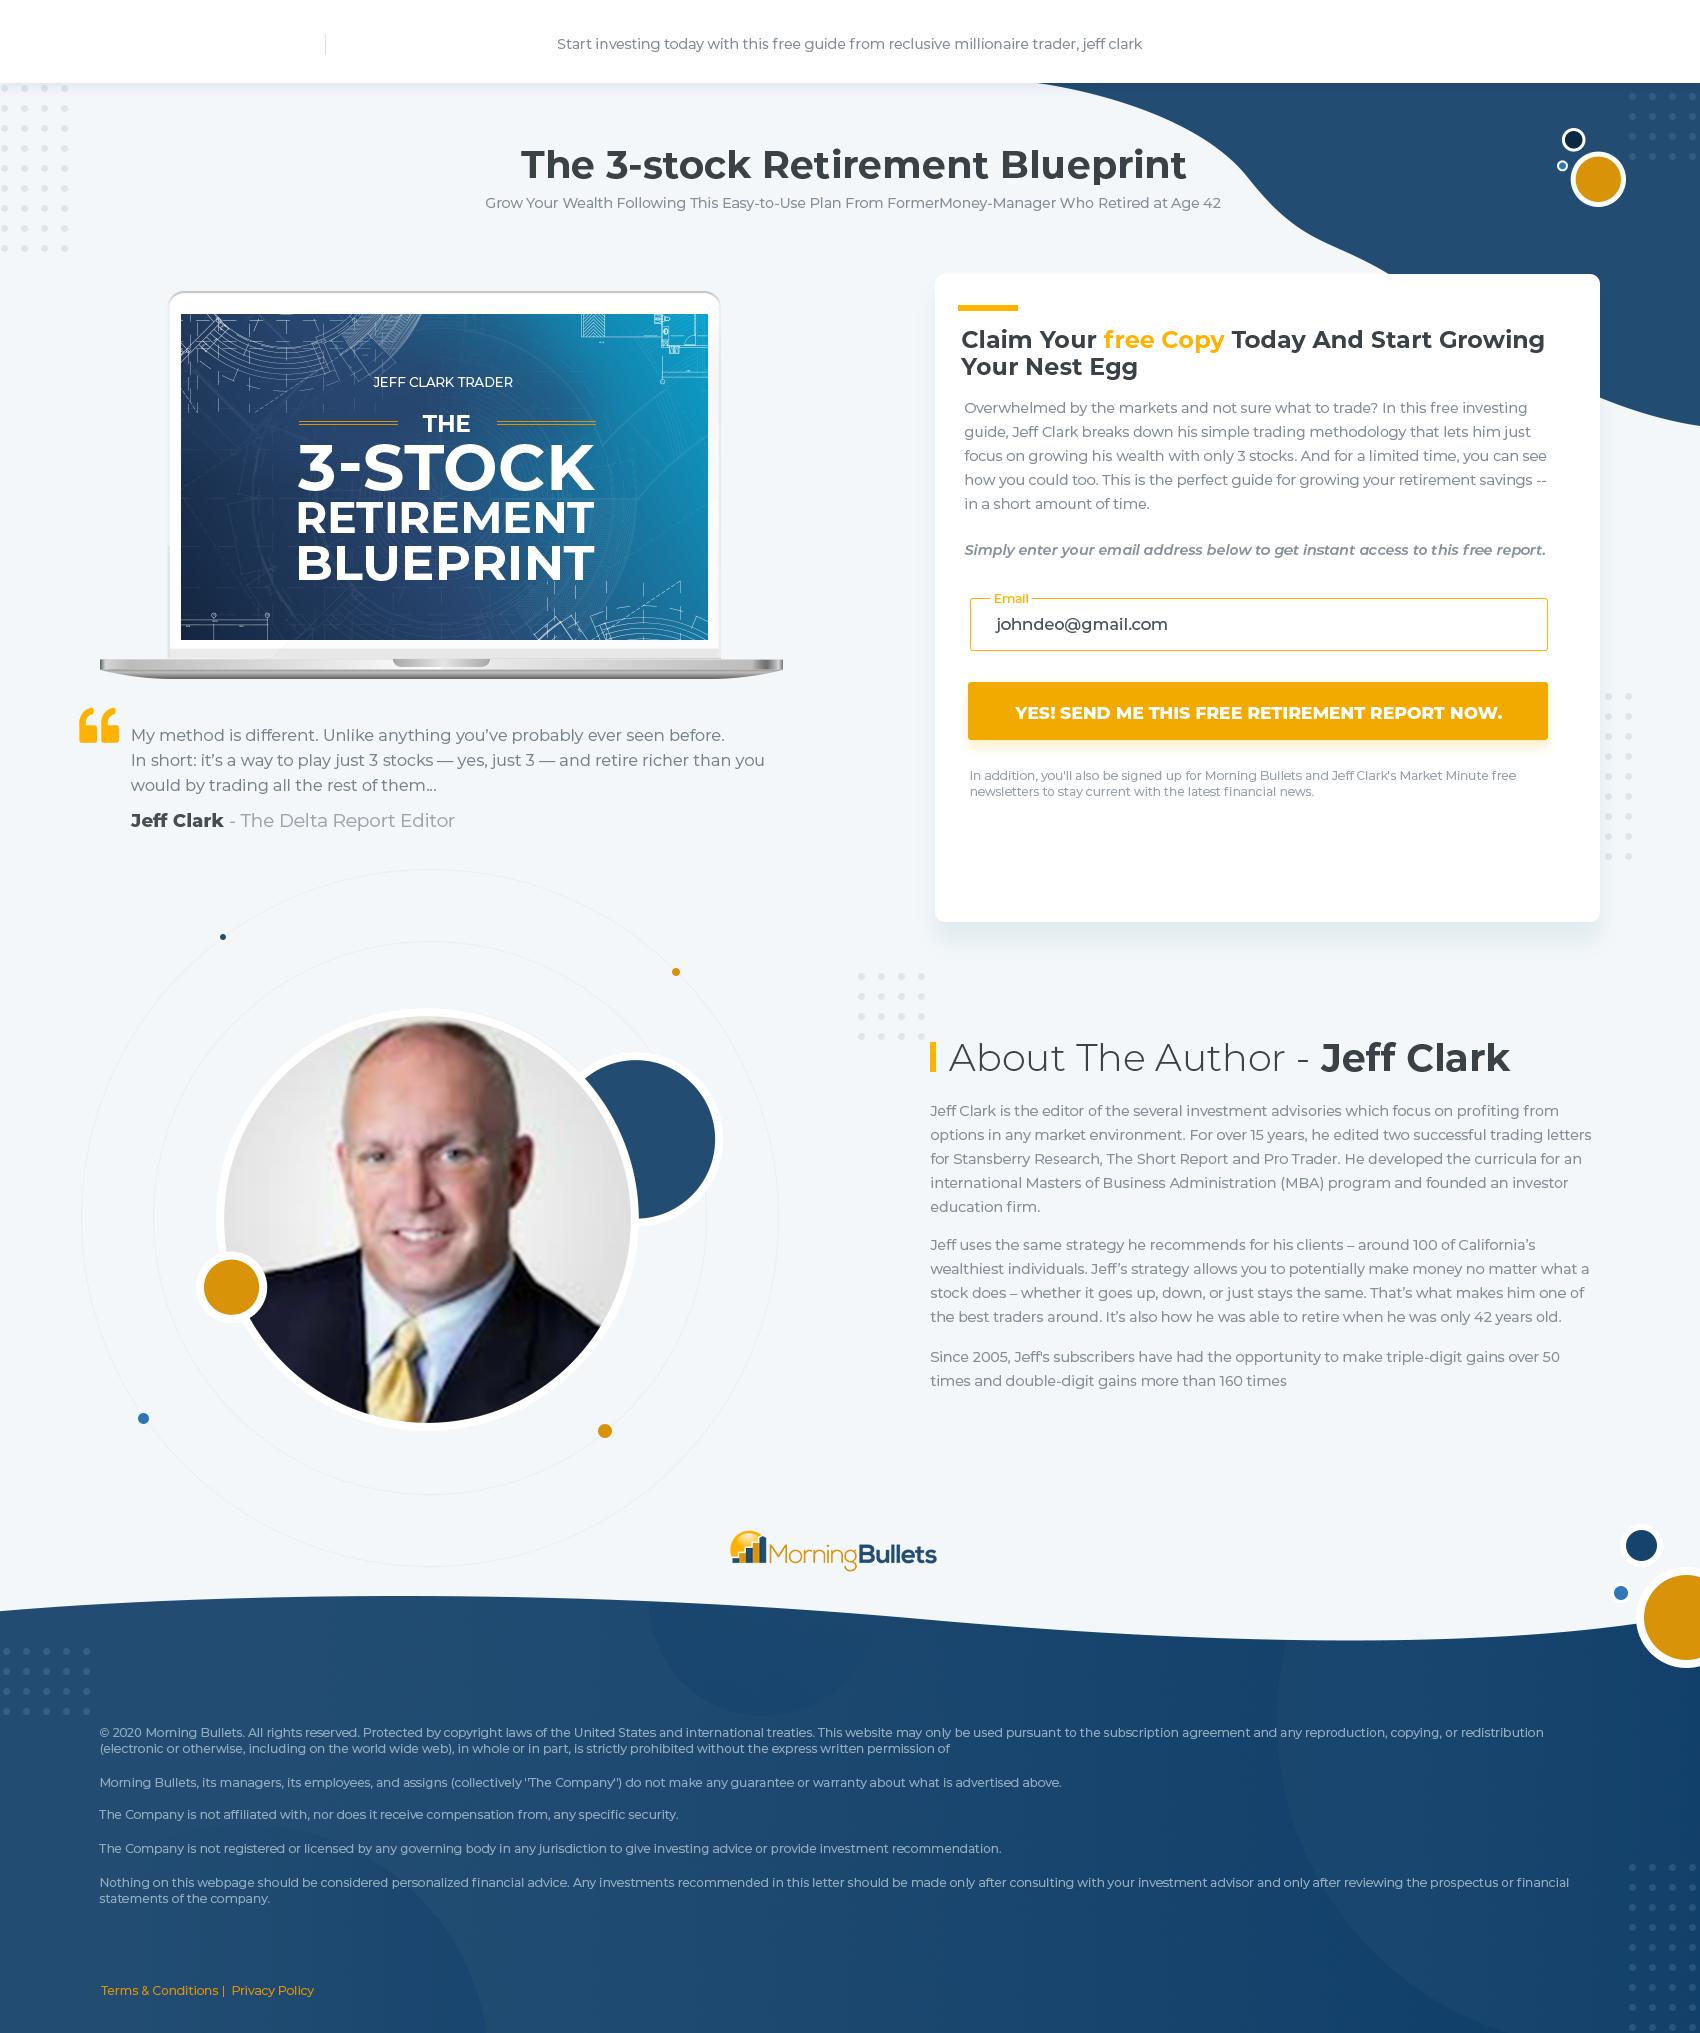 Start investing today with this free guide from reclusive millionaire trader, jeff clark
The 3-stock Retirement Blueprint
Grow Your Wealth Following This Easy-to-Use Plan From FormerMoney-Manager Who Retired at Age 42
JEFF CLARK TRADER
THE
3-STOCK
RETIREMENT
BLUEPRINT
My method is different. Unlike anything you’ve probably ever seen before.
In short: it’s a way to play just 3 stocks — yes, just 3 — and retire richer than you
would by trading all the rest of them...
Jeff Clark - The Delta Report Editor
Claim Your free Copy Today And Start Growing
Your Nest Egg
Overwhelmed by the markets and not sure what to trade? In this free investing
guide, Jeff Clark breaks down his simple trading methodology that lets him just
focus on growing his wealth with only 3 stocks. And for a limited time, you can see
how you could too. This is the perfect guide for growing your retirement savings --
in a short amount of time.
Simply enter your email address below to get instant access to this free report.
Email
johndeo@gmail.com
YES! SEND ME THIS FREE RETIREMENT REPORT NOW.
In addition, you'll also be signed up for Morning Bullets and Jeff Clark's Market Minute free
newsletters to stay current with the latest financial news.
About The Author - Jeff Clark
Jeff Clark is the editor of the several investment advisories which focus on profiting from
options in any market environment. For over 15 years, he edited two successful trading letters
for Stansberry Research, The Short Report and Pro Trader. He developed the curricula for an
international Masters of Business Administration (MBA) program and founded an investor
education firm.
Jeff uses the same strategy he recommends for his clients – around 100 of California’s
wealthiest individuals. Jeff’s strategy allows you to potentially make money no matter what a
stock does – whether it goes up, down, or just stays the same. That’s what makes him one of
the best traders around. It’s also how he was able to retire when he was only 42 years old.
Since 2005, Jeff's subscribers have had the opportunity to make triple-digit gains over 50
times and double-digit gains more than 160 times
MorningBullets
© 2020 Morning Bullets. All rights reserved. Protected by copyright laws of the United States and international treaties. This website may only be used pursuant to the subscription agreement and any reproduction, copying, or redistribution
(electronic or otherwise, including on the world wide web), in whole or in part, is strictly prohibited without the express written permission of
Morning Bullets, its managers, its employees, and assigns (collectively "The Company") do not make any guarantee or warranty about what is advertised above.
The Company is not affiliated with, nor does it receive compensation from, any specific security.
The Company is not registered or licensed by any governing body in any jurisdiction to give investing advice or provide investment recommendation.
Nothing on this webpage should be considered personalized financial advice. Any investments recommended in this letter should be made only after consulting with your investment advisor and only after reviewing the prospectus or financial
statements of the company.
Terms & Conditions | Privacy Policy